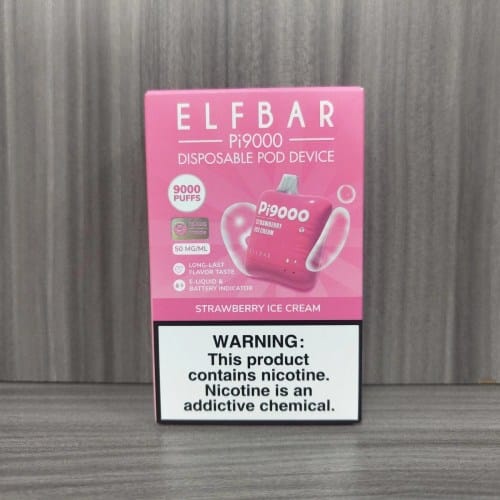 ELFBAR
Pi9000
DISPOSABLE POD DEVICE
9000
PUFFS
50 MG/ML
LONG-LAST
FLAVOR TASTE
E-LIQUID &
BATTERY INDICATOR
Pi9000
STRAWBERRY
ICE CREAM
ELFBAR
STRAWBERRY ICE CREAM
WARNING:
This product
contains nicotine.
Nicotine is an
addictive chemical.